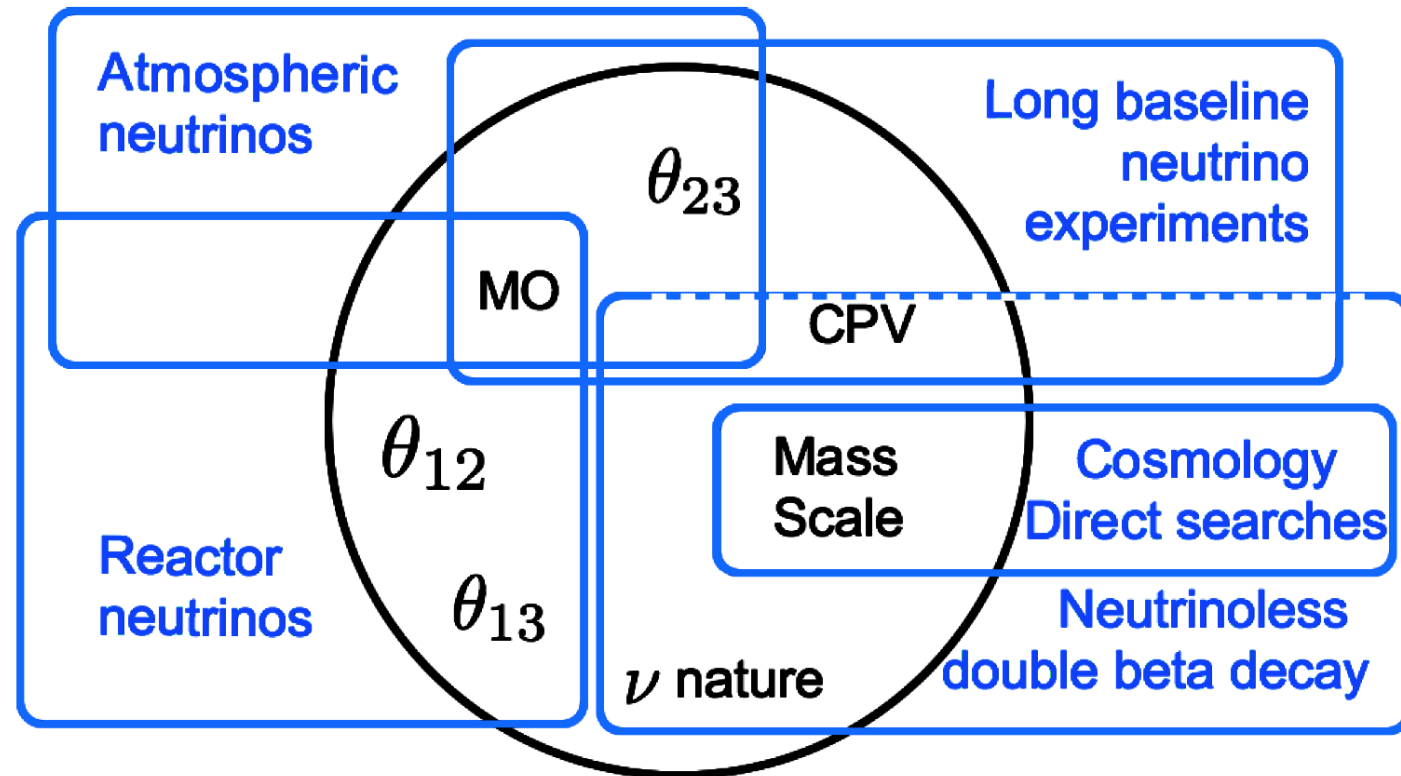 Atmospheric
neutrinos
Long baseline
neutrino
experiments
θ₂₃
MO
CPV
θ₁₂
Mass
Scale
Cosmology
Direct searches
Reactor
neutrinos
θ₁₃
Neutrinoless
double beta decay
ν nature